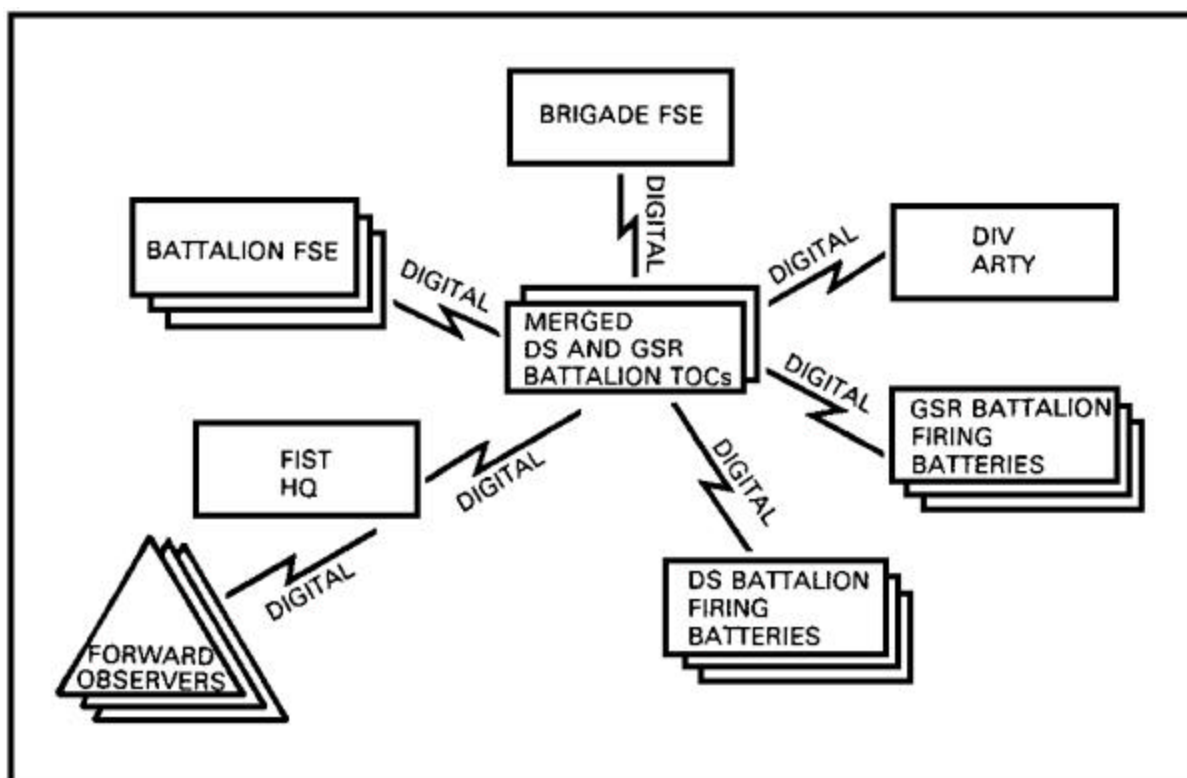 BRIGADE FSE
DIGITAL
BATTALION FSE
DIGITAL
DIGITAL
DIV
ARTY
MERGED
DS AND GSR
BATTALION TOCs
DIGITAL
GSR BATTALION
FIRING
BATTERIES
FIST
HQ
DIGITAL
DIGITAL
DS BATTALION
FIRING
BATTERIES
DIGITAL
FORWARD
OBSERVERS